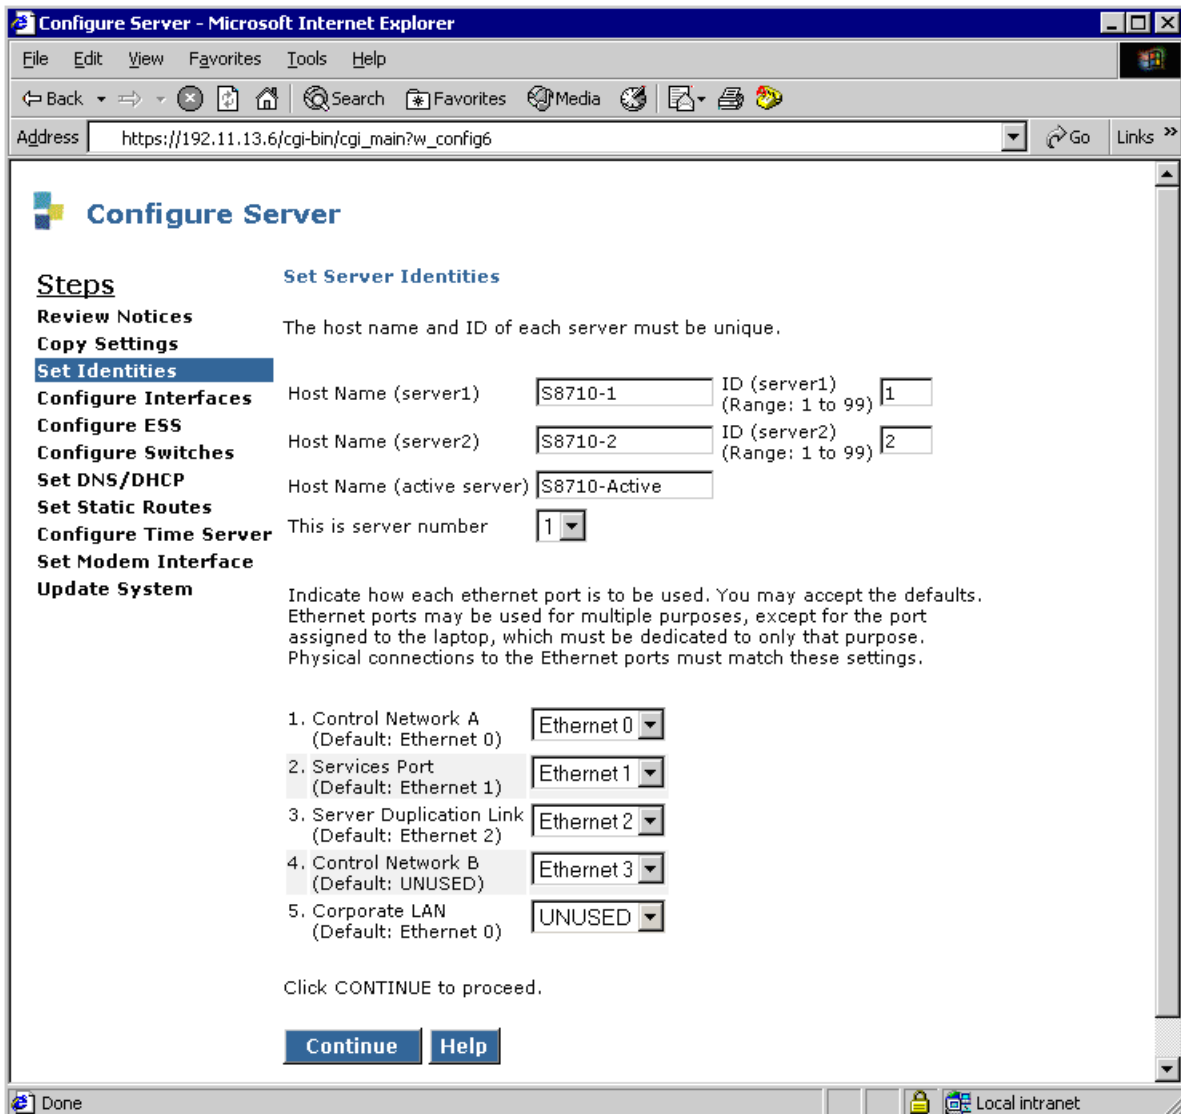 Configure Server - Microsoft Internet Explorer
File Edit View Favorites Tools Help
Back Search Favorites Media
Address https://192.11.13.6/cgi-bin/cgi_main?w_config6 Go Links »
Configure Server
Steps
Review Notices
Copy Settings
Set Identities
Configure Interfaces
Configure ESS
Configure Switches
Set DNS/DHCP
Set Static Routes
Configure Time Server
Set Modem Interface
Update System
Set Server Identities
The host name and ID of each server must be unique.
Host Name (server1) S8710-1 ID (server1) 1
(Range: 1 to 99)
Host Name (server2) S8710-2 ID (server2) 2
(Range: 1 to 99)
Host Name (active server) S8710-Active
This is server number 1
Indicate how each ethernet port is to be used. You may accept the defaults.
Ethernet ports may be used for multiple purposes, except for the port
assigned to the laptop, which must be dedicated to only that purpose.
Physical connections to the Ethernet ports must match these settings.
1. Control Network A Ethernet 0
(Default: Ethernet 0)
2. Services Port Ethernet 1
(Default: Ethernet 1)
3. Server Duplication Link Ethernet 2
(Default: Ethernet 2)
4. Control Network B Ethernet 3
(Default: UNUSED)
5. Corporate LAN UNUSED
(Default: Ethernet 0)
Click CONTINUE to proceed.
Continue Help
Done Local intranet